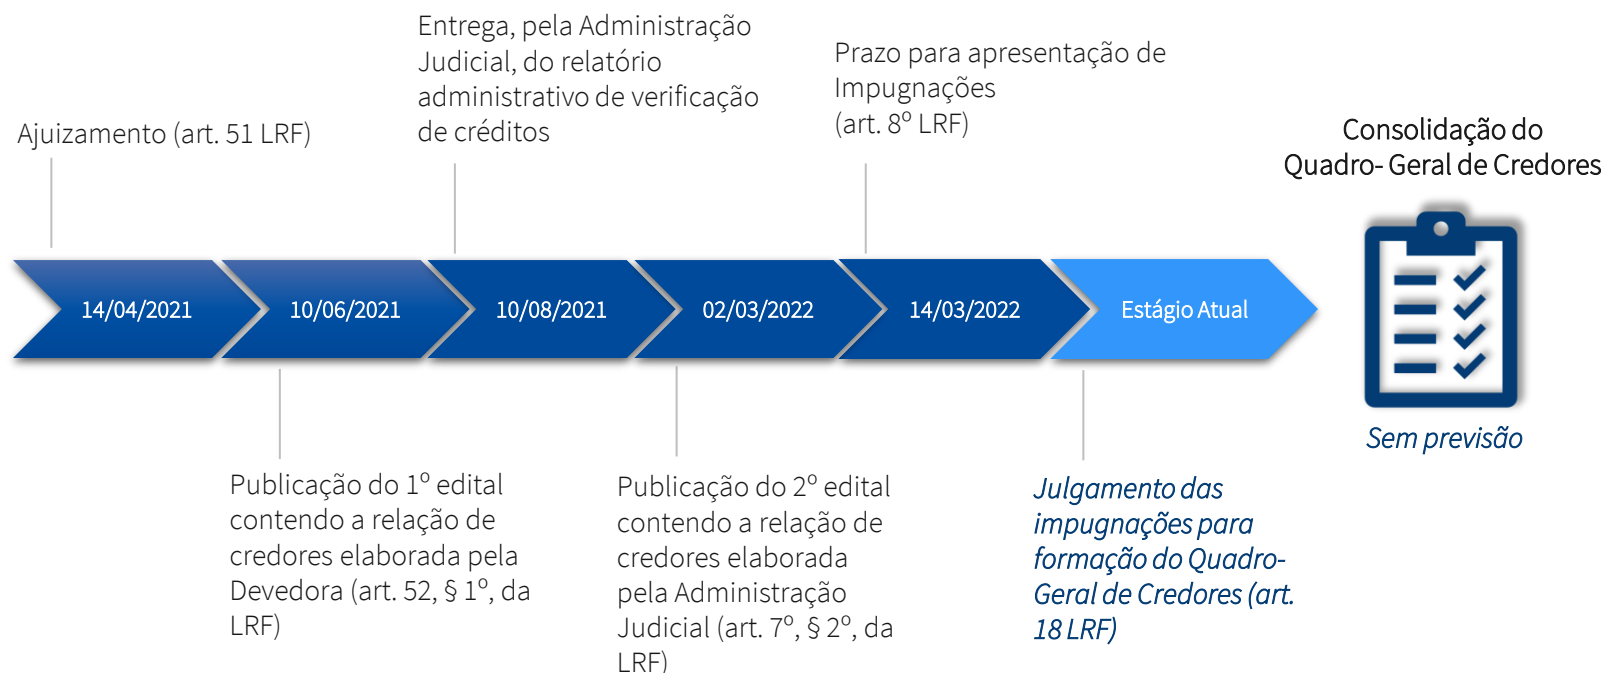 Entrega, pela Administração
Judicial, do relatório
administrativo de verificação
de créditos
Prazo para apresentação de
Impugnações
(art. 8º LRF)
Ajuizamento (art. 51 LRF)
Consolidação do
Quadro- Geral de Credores
14/04/2021
10/06/2021
10/08/2021
02/03/2022
14/03/2022
Estágio Atual
Sem previsão
Publicação do 1º edital
contendo a relação de
credores elaborada pela
Devedora (art. 52, § 1º, da
LRF)
Publicação do 2º edital
contendo a relação de
credores elaborada
pela Administração
Judicial (art. 7º, § 2º, da
LRF)
Julgamento das
impugnações para
formação do Quadro-
Geral de Credores (art.
18 LRF)